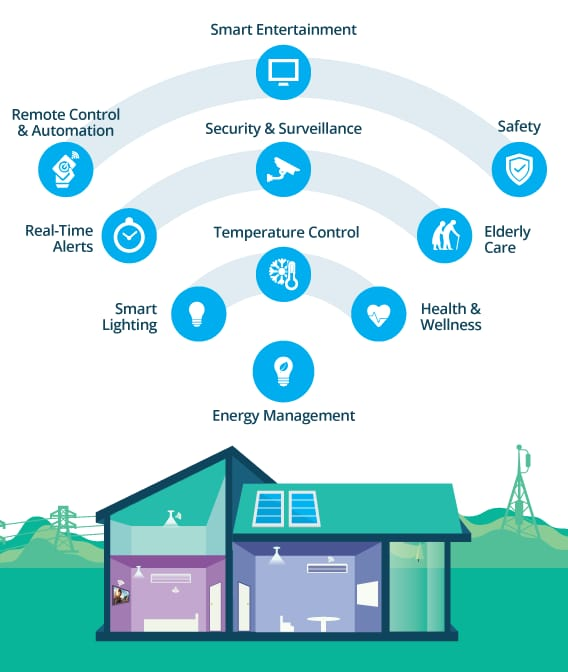 Smart Entertainment
Remote Control
& Automation
Security & Surveillance
Safety
Real-Time
Alerts
Temperature Control
Elderly
Care
Smart
Lighting
Health &
Wellness
Energy Management